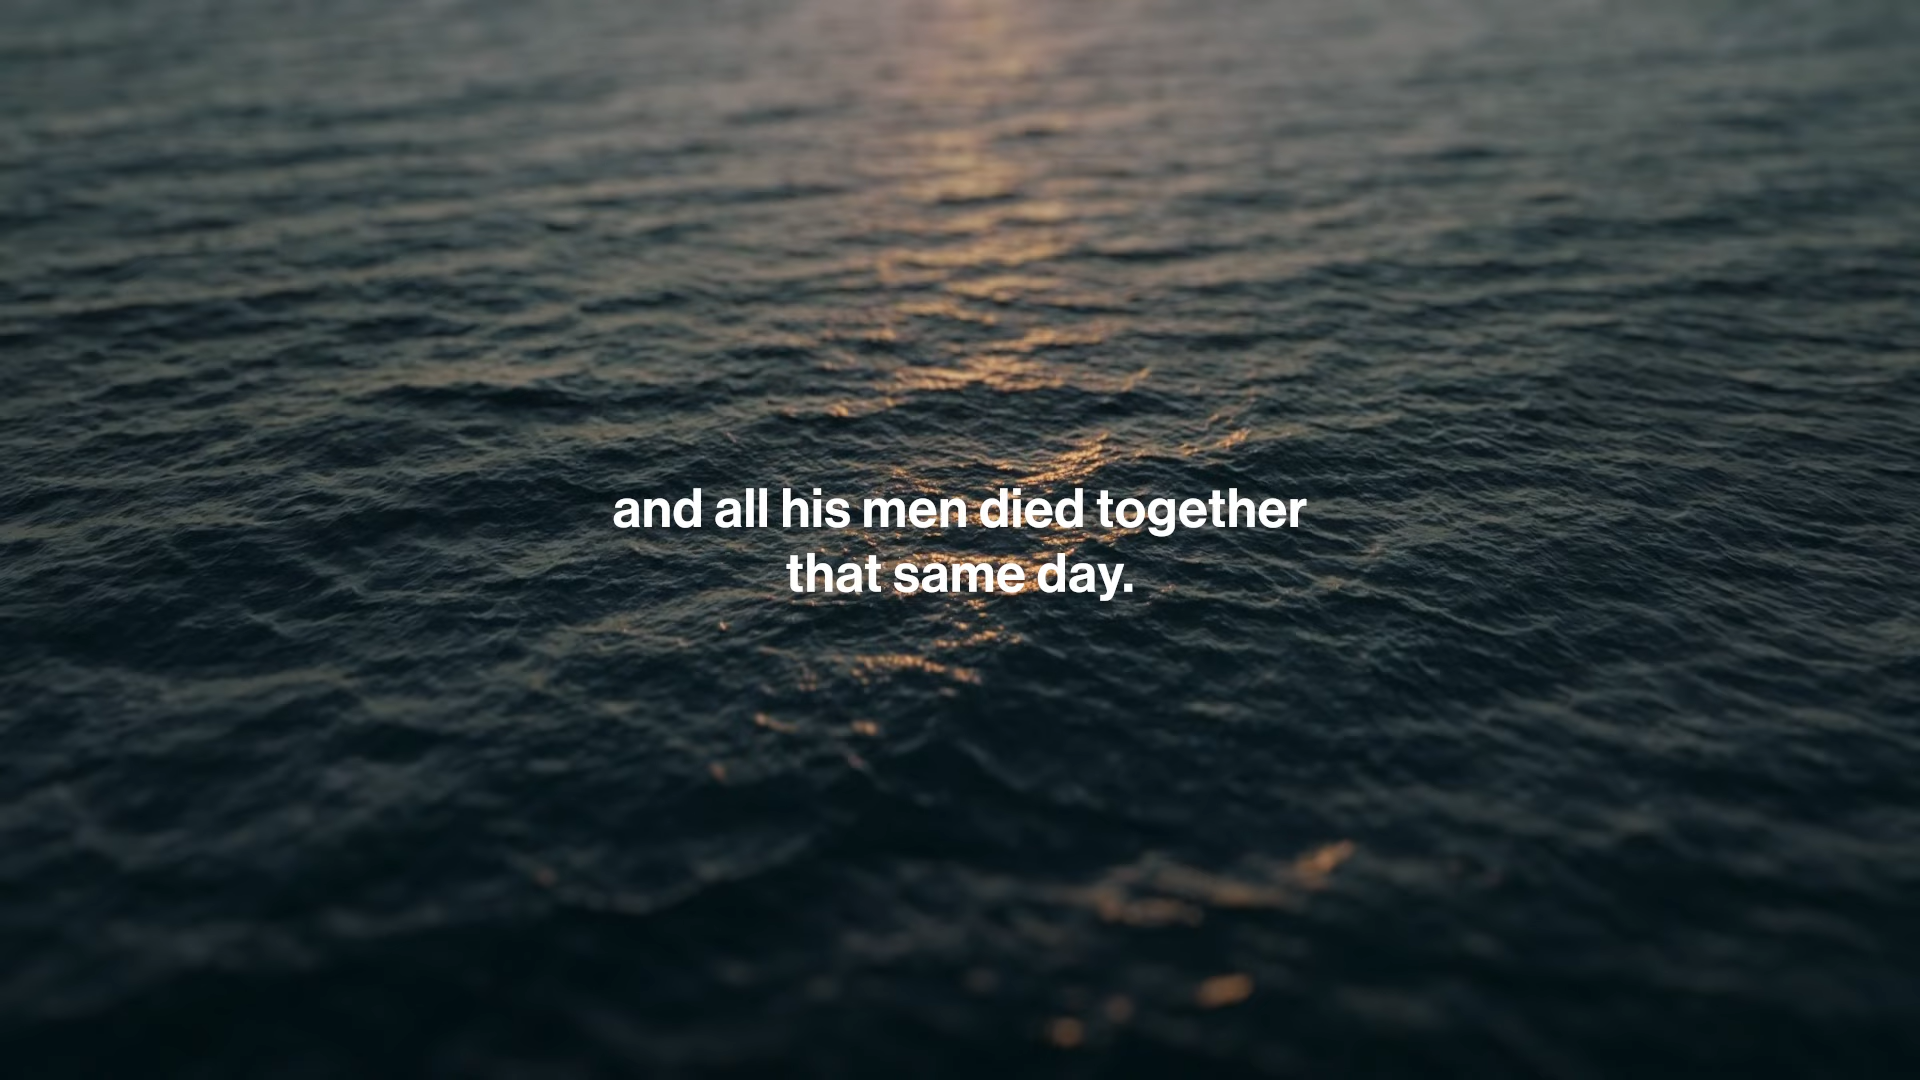 and all his men died together
that same day.